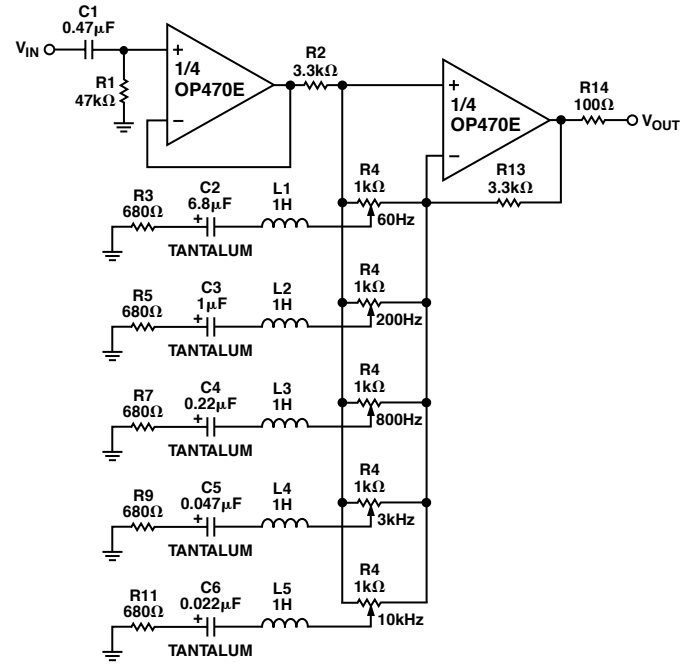 C1
0.47µF
VIN
R1
47kΩ
+
1/4
OP470E
–
R2
3.3kΩ
+
1/4
OP470E
–
R14
100Ω
VOUT
R13
3.3kΩ
R3
680Ω
C2
6.8µF
+
TANTALUM
L1
1H
R4
1kΩ
60Hz
R5
680Ω
C3
1µF
+
TANTALUM
L2
1H
R4
1kΩ
200Hz
R7
680Ω
C4
0.22µF
+
TANTALUM
L3
1H
R4
1kΩ
800Hz
R9
680Ω
C5
0.047µF
+
TANTALUM
L4
1H
R4
1kΩ
3kHz
R11
680Ω
C6
0.022µF
+
TANTALUM
L5
1H
R4
1kΩ
10kHz